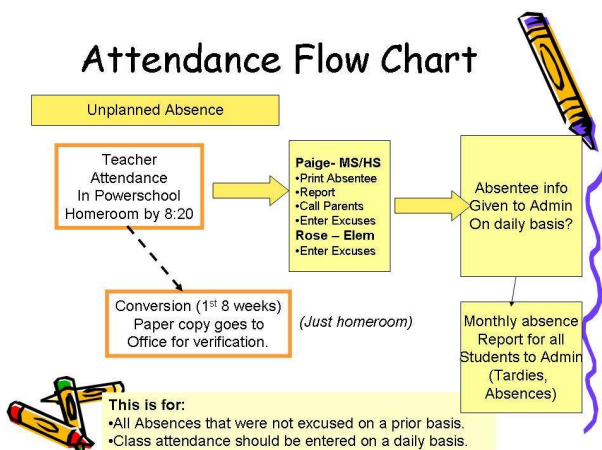 Attendance Flow Chart
Unplanned Absence
Teacher
Attendance
In Powerschool
Homeroom by 8:20
Paige- MS/HS
•Print Absentee
•Report
•Call Parents
•Enter Excuses
Rose – Elem
•Enter Excuses
Absentee info
Given to Admin
On daily basis?
Conversion (1st 8 weeks)
Paper copy goes to
Office for verification.
(Just homeroom)
Monthly absence
Report for all
Students to Admin
(Tardies,
Absences)
This is for:
•All Absences that were not excused on a prior basis.
•Class attendance should be entered on a daily basis.